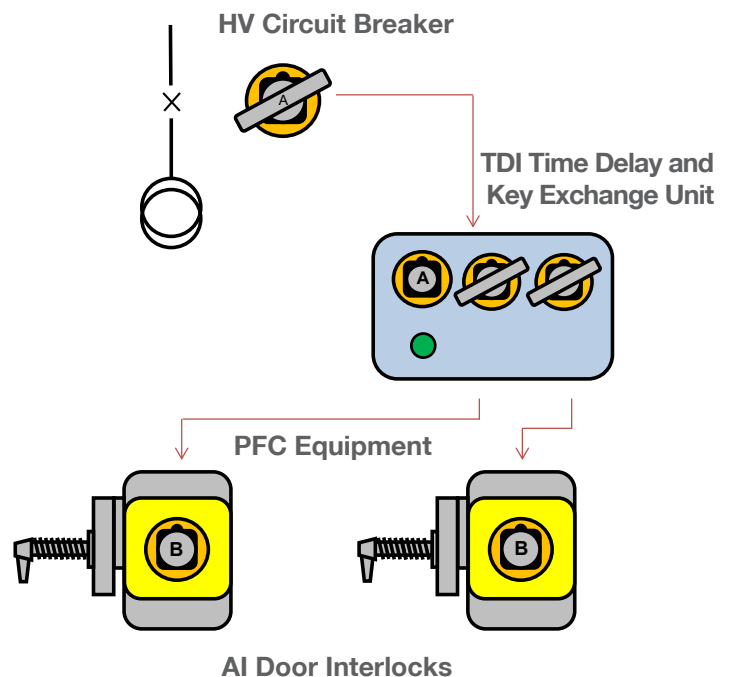 HV Circuit Breaker
A
TDI Time Delay and
Key Exchange Unit
A
PFC Equipment
B
B
AI Door Interlocks